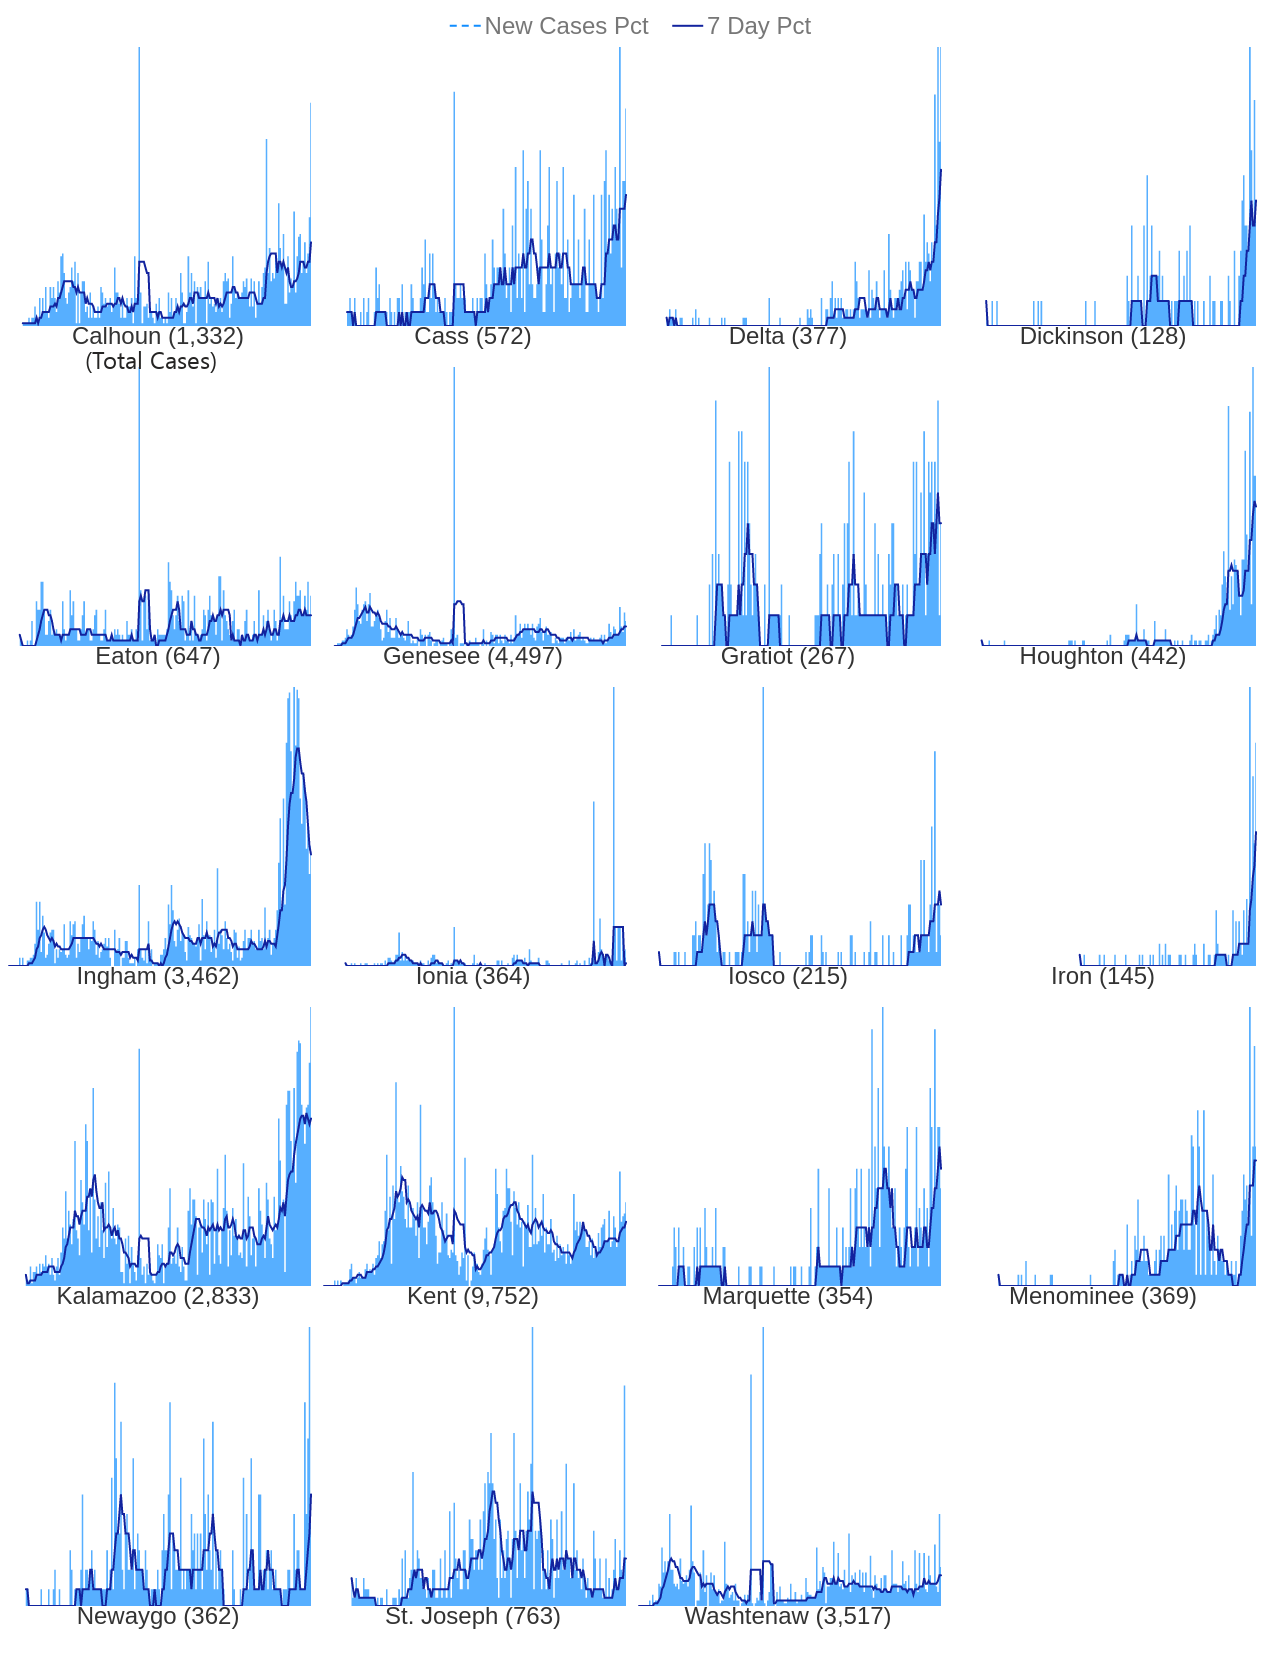 New Cases Pct 7 Day Pct
Calhoun (1,332) Cass (572) Delta (377) Dickinson (128)
(Total Cases)
Eaton (647) Genesee (4,497) Gratiot (267) Houghton (442)
Ingham (3,462) Ionia (364) Iosco (215) Iron (145)
Kalamazoo (2,833) Kent (9,752) Marquette (354) Menominee (369)
Newaygo (362) St. Joseph (763) Washtenaw (3,517)